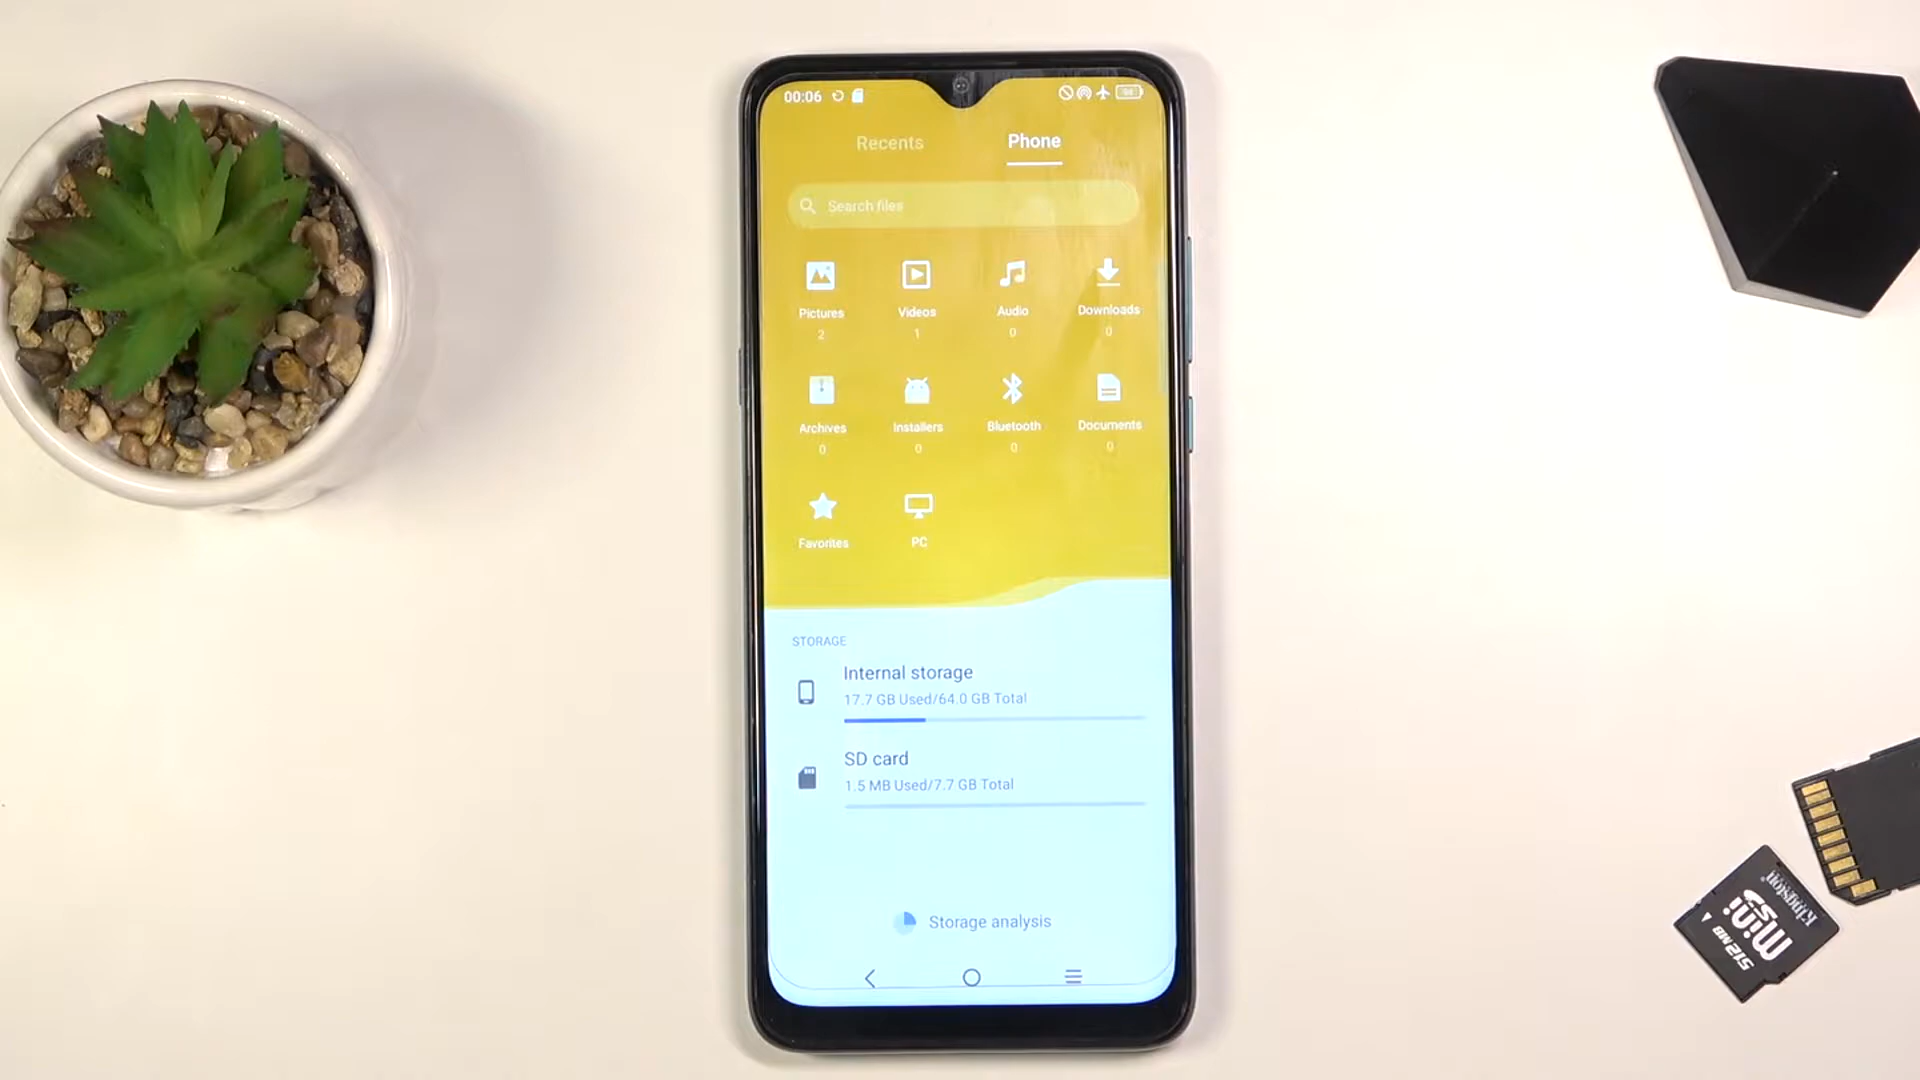 00:06
Recents Phone
Search files
Pictures Videos Audio Downloads
2 1 0 0
Archives Installers Bluetooth Documents
0 0 0 0
Favorites PC
STORAGE
Internal storage
17.7 GB Used/64.0 GB Total
SD card
1.5 MB Used/7.7 GB Total
Storage analysis
Kingston
mini SD
512MB